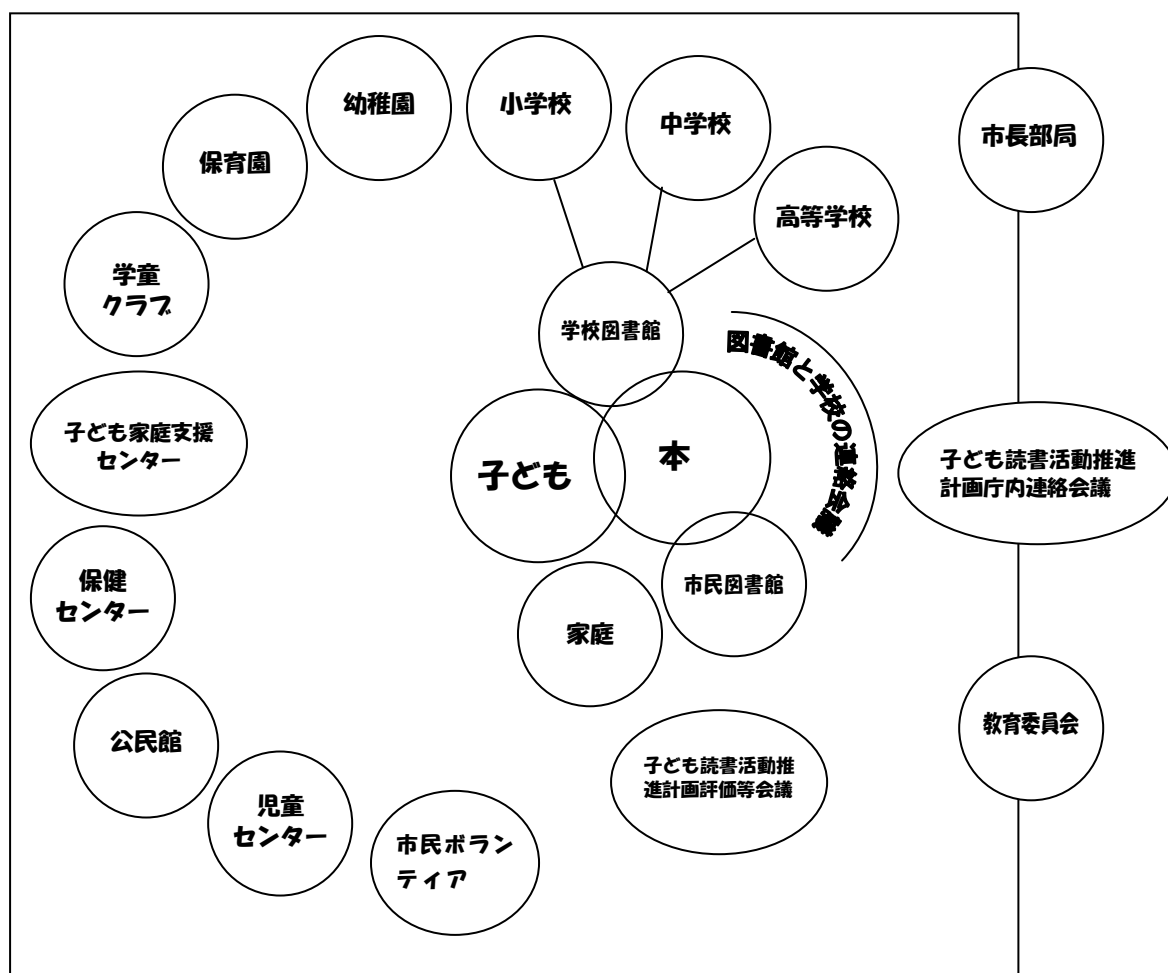 幼稚園
小学校
中学校
高等学校
市長部局
保育園
学童
クラブ
学校図書館
図書館と学校の連絡会議
子ども家庭支援
センター
子ども
本
子ども読書活動推進
計画庁内連絡会議
保健
センター
市民図書館
家庭
公民館
教育委員会
子ども読書活動推
進計画評価等会議
児童
センター
市民ボラン
ティア